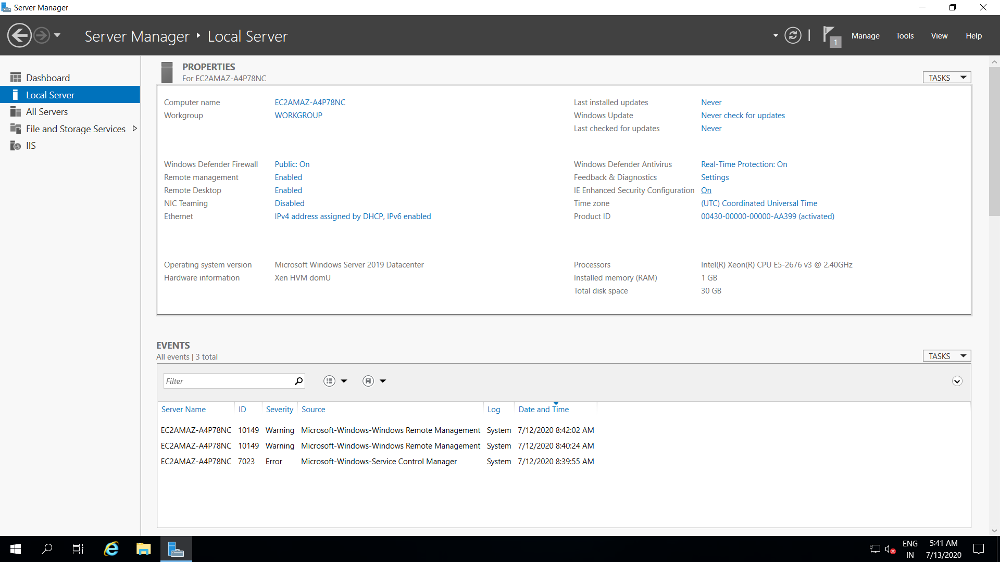 Server Manager
Server Manager ‣ Local Server
1
Manage Tools View Help
Dashboard
Local Server
All Servers
File and Storage Services
IIS
PROPERTIES
For EC2AMAZ-A4P78NC
TASKS
Computer name EC2AMAZ-A4P78NC
Workgroup WORKGROUP
Last installed updates Never
Windows Update Never check for updates
Last checked for updates Never
Windows Defender Firewall Public: On
Remote management Enabled
Remote Desktop Enabled
NIC Teaming Disabled
Ethernet IPv4 address assigned by DHCP, IPv6 enabled
Windows Defender Antivirus Real-Time Protection: On
Feedback & Diagnostics Settings
IE Enhanced Security Configuration On
Time zone (UTC) Coordinated Universal Time
Product ID 00430-00000-00000-AA399 (activated)
Operating system version Microsoft Windows Server 2019 Datacenter
Hardware information Xen HVM domU
Processors Intel(R) Xeon(R) CPU E5-2676 v3 @ 2.40GHz
Installed memory (RAM) 1 GB
Total disk space 30 GB
EVENTS
All events | 3 total
TASKS
Filter
Server Name ID Severity Source Log Date and Time
EC2AMAZ-A4P78NC 10149 Warning Microsoft-Windows-Windows Remote Management System 7/12/2020 8:42:02 AM
EC2AMAZ-A4P78NC 10149 Warning Microsoft-Windows-Windows Remote Management System 7/12/2020 8:40:24 AM
EC2AMAZ-A4P78NC 7023 Error Microsoft-Windows-Service Control Manager System 7/12/2020 8:39:55 AM
ENG 5:41 AM
IN 7/13/2020